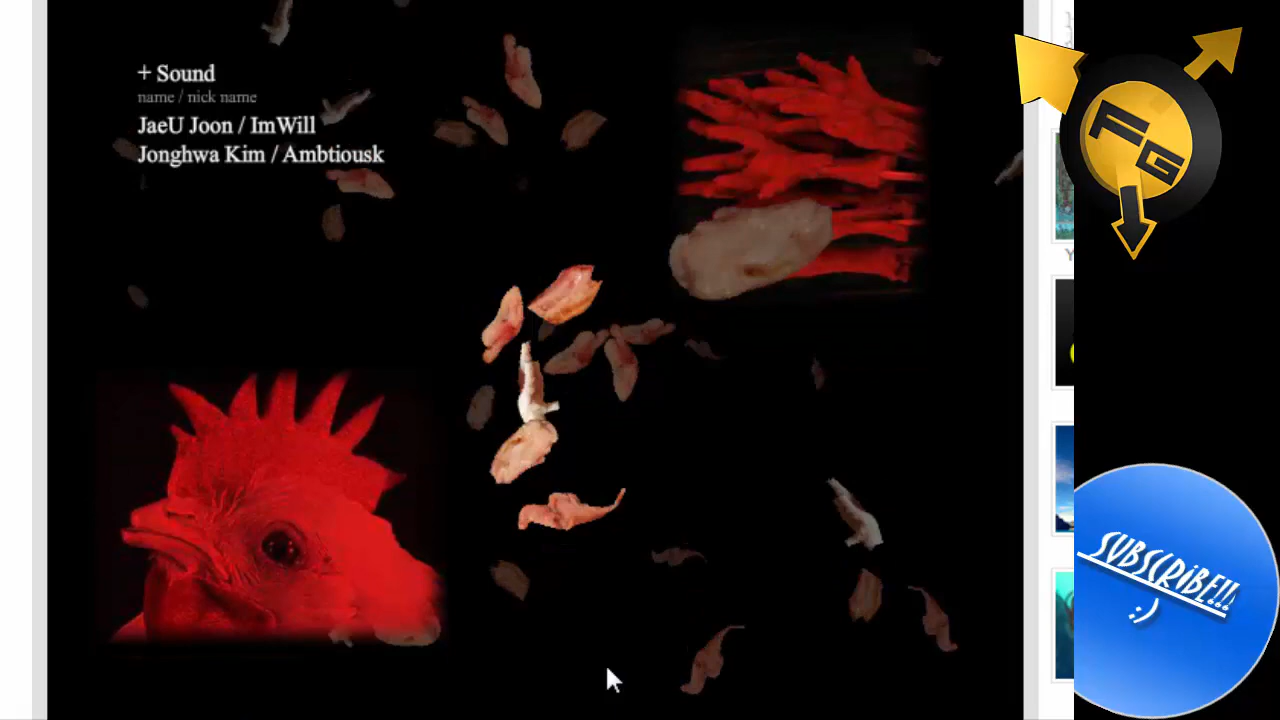 + Sound
name / nick name
JaeU Joon / ImWill
Jonghwa Kim / Ambtiousk
FG
SUBSCRiBE!!!
:)